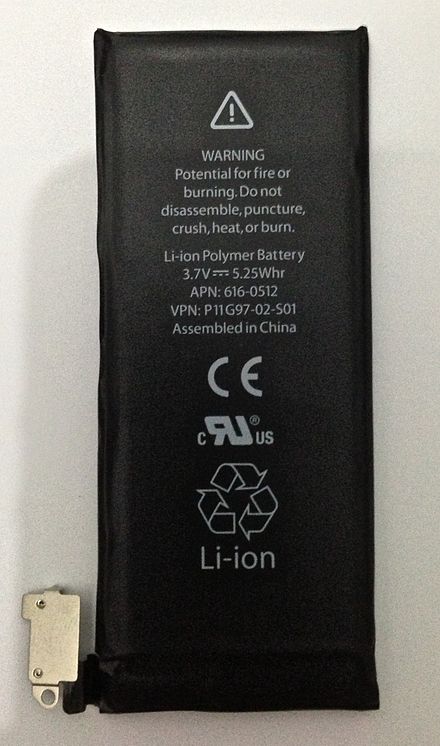 WARNING
Potential for fire or
burning. Do not
disassemble, puncture,
crush, heat, or burn.
Li-ion Polymer Battery
3.7V ⎓ 5.25Whr
APN: 616-0512
VPN: P11G97-02-S01
Assembled in China
CE
c RU ® US
Li-ion